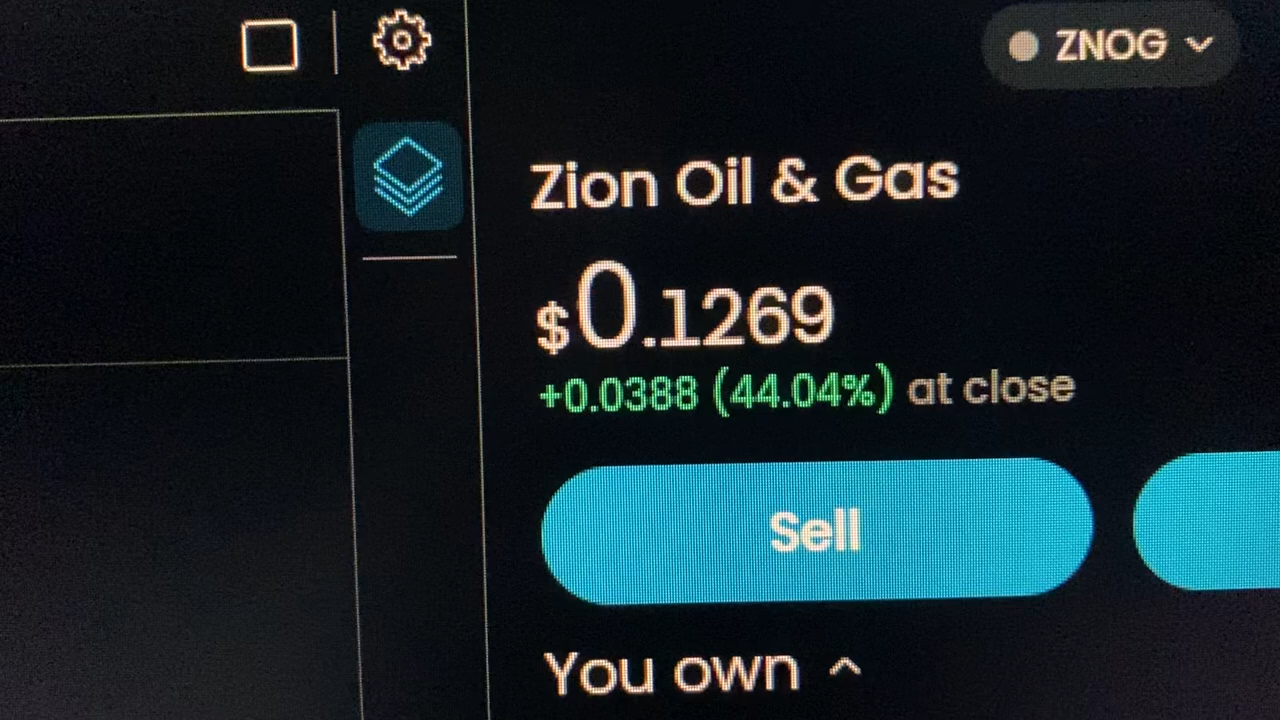 ZNOG
Zion Oil & Gas
$0.1269
+0.0388 (44.04%) at close
Sell
You own